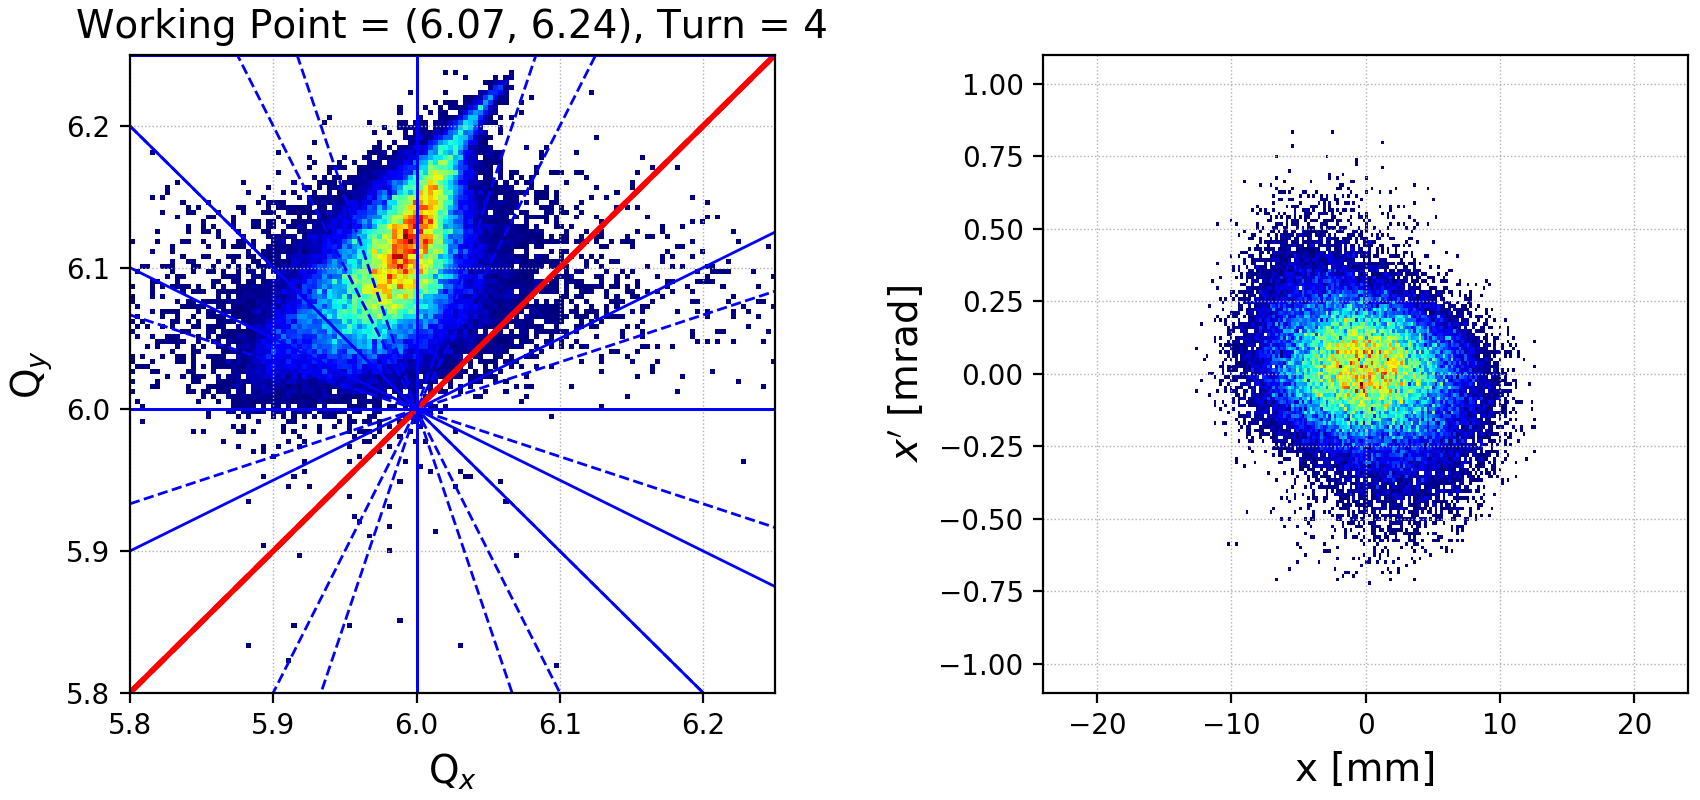 Working Point = (6.07, 6.24), Turn = 4
6.2
6.1
6.0
5.9
5.8
Q_y
5.8 5.9 6.0 6.1 6.2
Q_x
1.00
0.75
0.50
0.25
0.00
−0.25
−0.50
−0.75
−1.00
x′ [mrad]
−20 −10 0 10 20
x [mm]